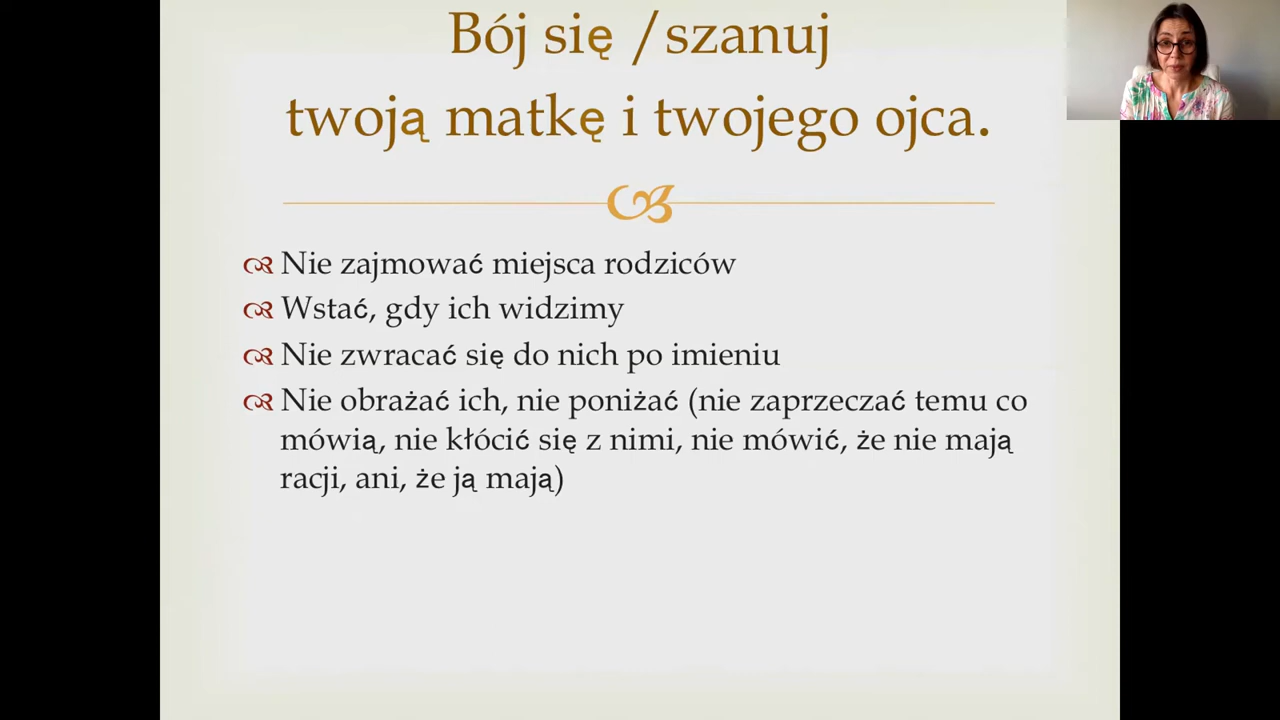 Bój się /szanuj
twoją matkę i twojego ojca.
Nie zajmować miejsca rodziców
Wstać, gdy ich widzimy
Nie zwracać się do nich po imieniu
Nie obrażać ich, nie poniżać (nie zaprzeczać temu co
mówią, nie kłócić się z nimi, nie mówić, że nie mają
racji, ani, że ją mają)